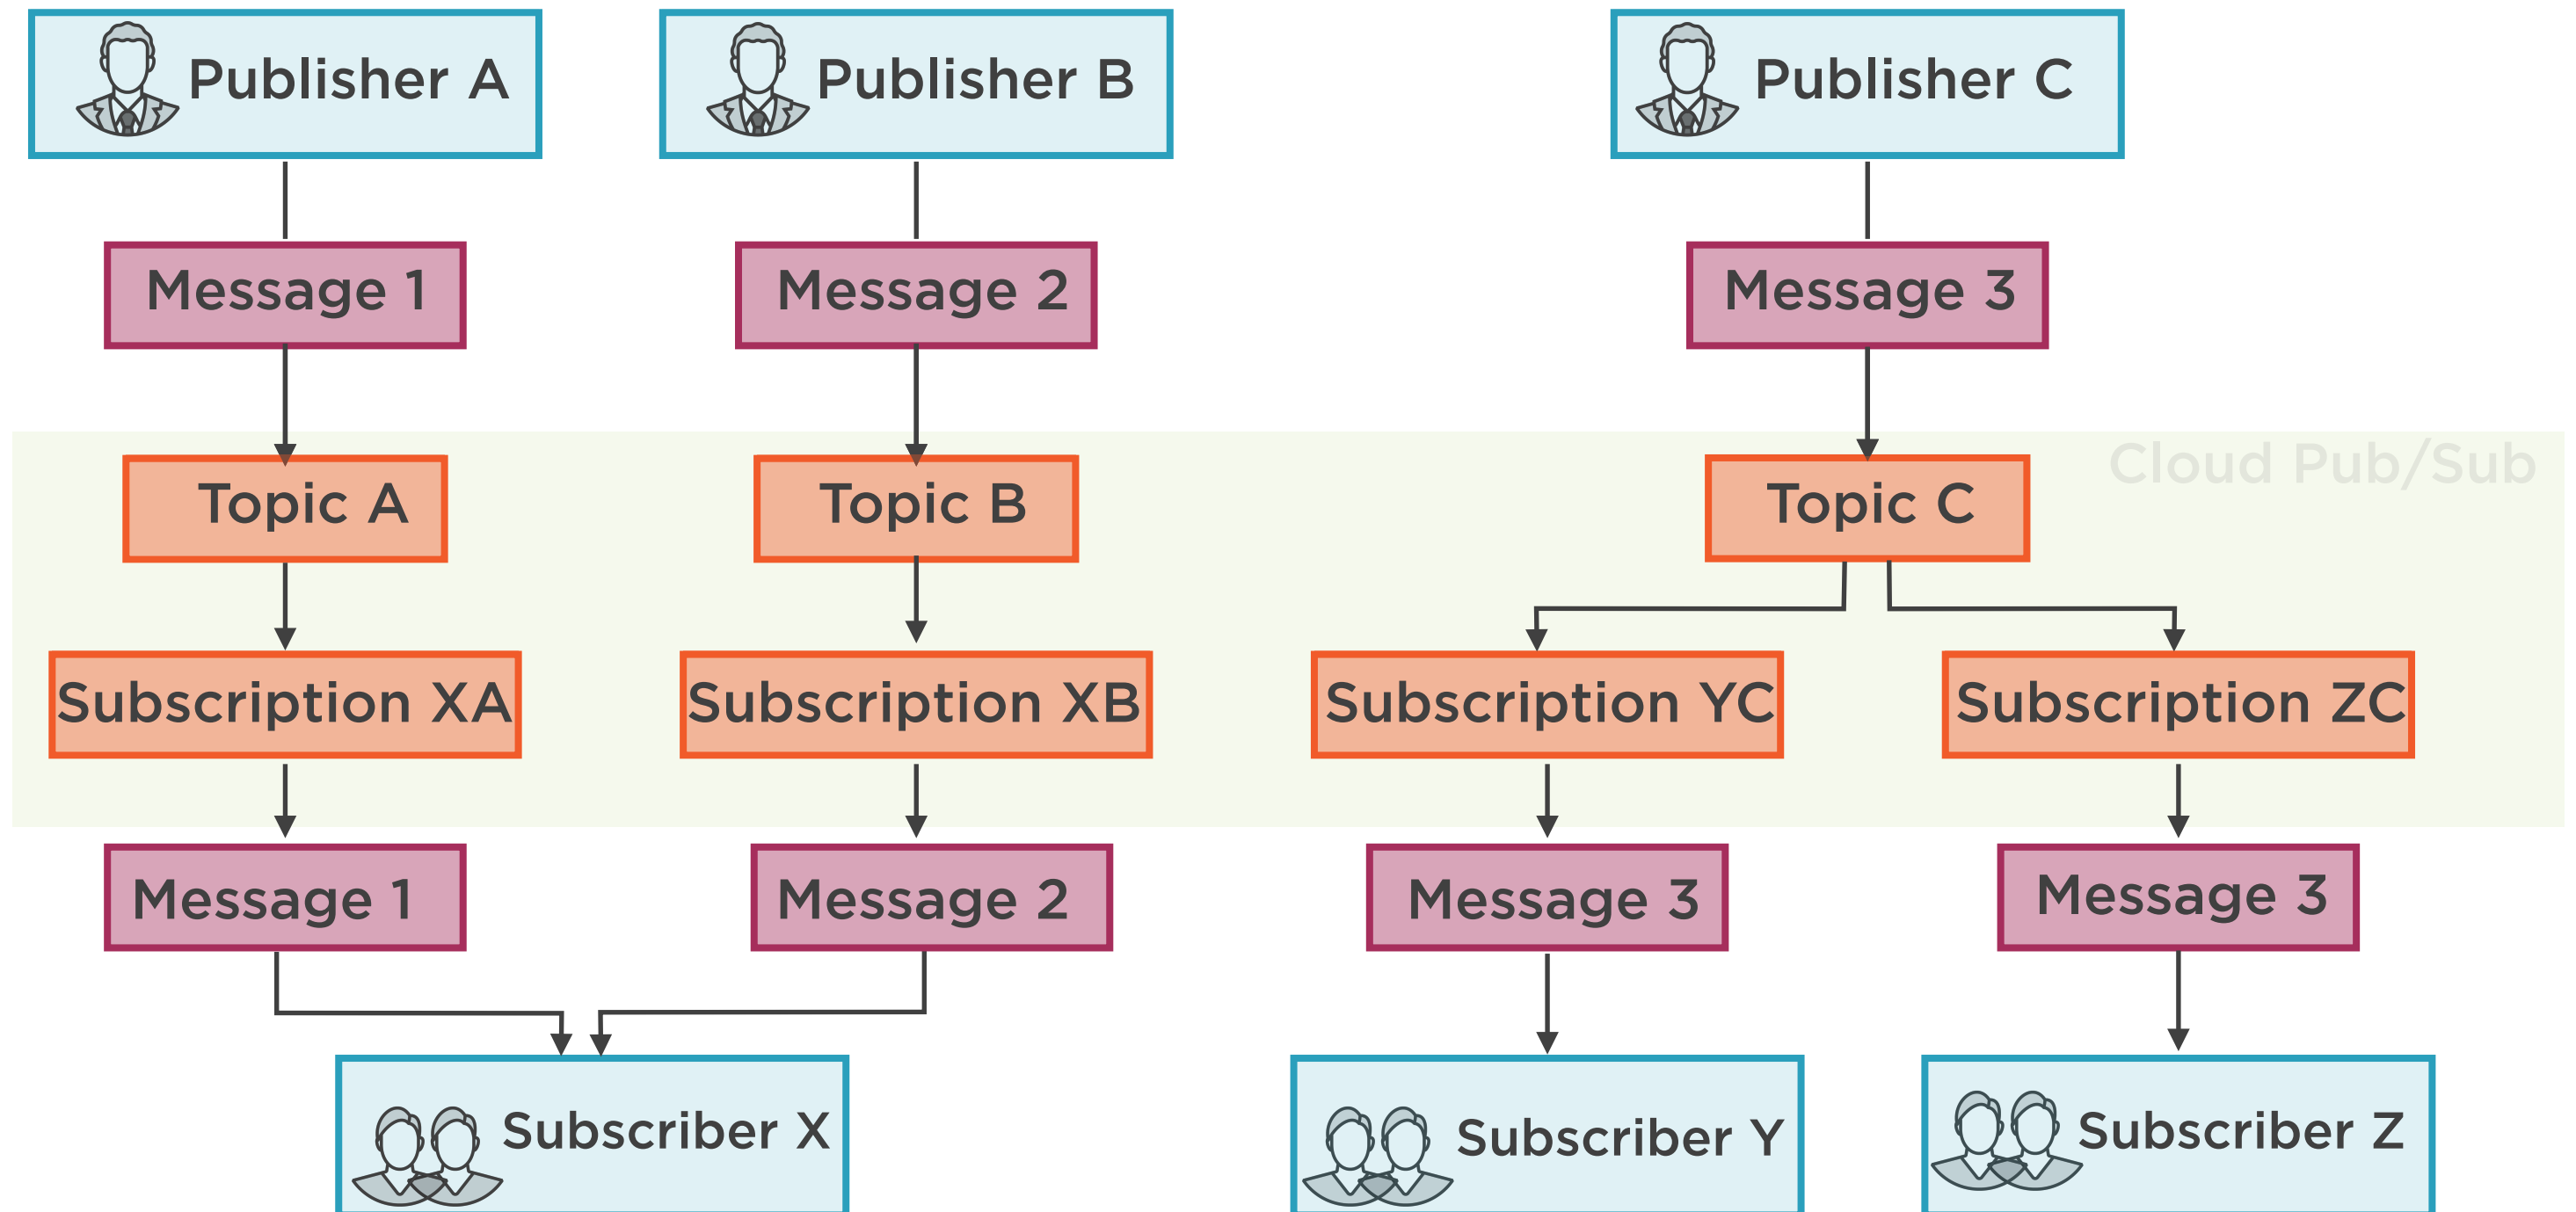 Publisher A
Publisher B
Publisher C
Message 1
Message 2
Message 3
Cloud Pub/Sub
Topic A
Topic B
Topic C
Subscription XA
Subscription XB
Subscription YC
Subscription ZC
Message 1
Message 2
Message 3
Message 3
Subscriber X
Subscriber Y
Subscriber Z